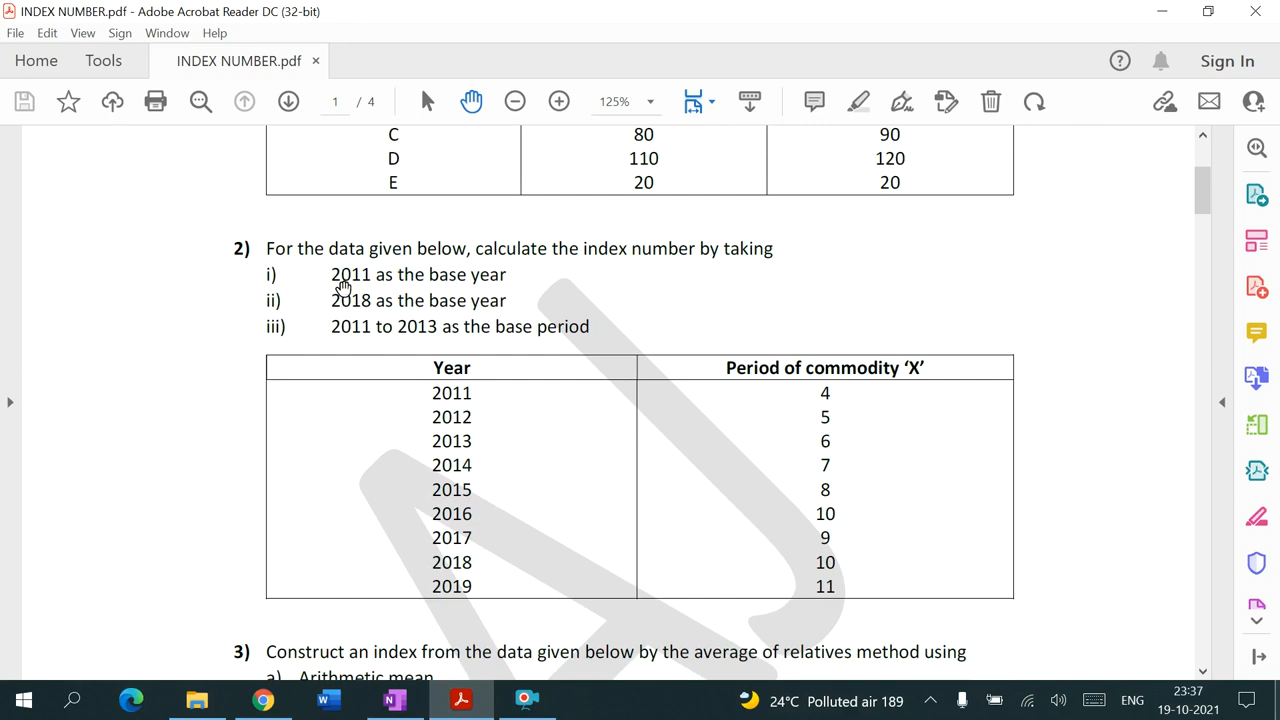 INDEX NUMBER.pdf - Adobe Acrobat Reader DC (32-bit)
File Edit View Sign Window Help
Home Tools INDEX NUMBER.pdf × Sign In
1 / 4 125%
C 80 90
D 110 120
E 20 20
2) For the data given below, calculate the index number by taking
i) 2011 as the base year
ii) 2018 as the base year
iii) 2011 to 2013 as the base period
Year Period of commodity ‘X’
2011 4
2012 5
2013 6
2014 7
2015 8
2016 10
2017 9
2018 10
2019 11
3) Construct an index from the data given below by the average of relatives method using
a) Arithmetic mean
AJ
24°C Polluted air 189 ENG 23:37
19-10-2021